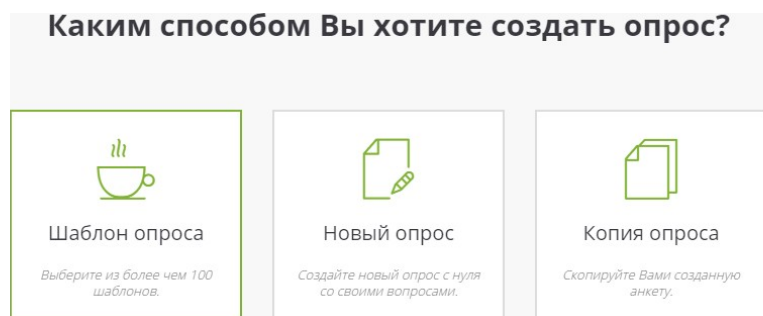 Каким способом Вы хотите создать опрос?
Шаблон опроса
Выберите из более чем 100
шаблонов.
Новый опрос
Создайте новый опрос с нуля
со своими вопросами.
Копия опроса
Скопируйте Вами созданную
анкету.